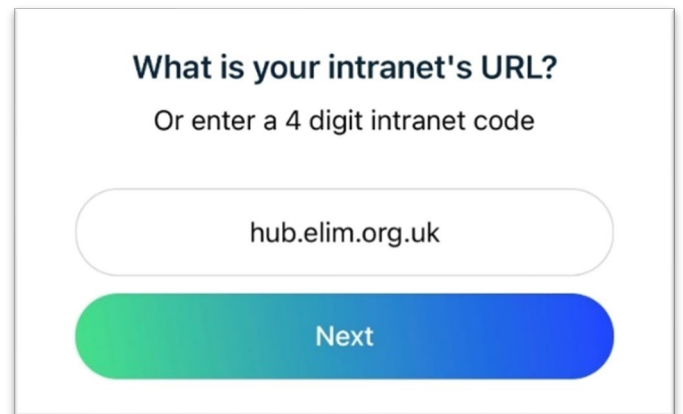 What is your intranet's URL?
Or enter a 4 digit intranet code
hub.elim.org.uk
Next